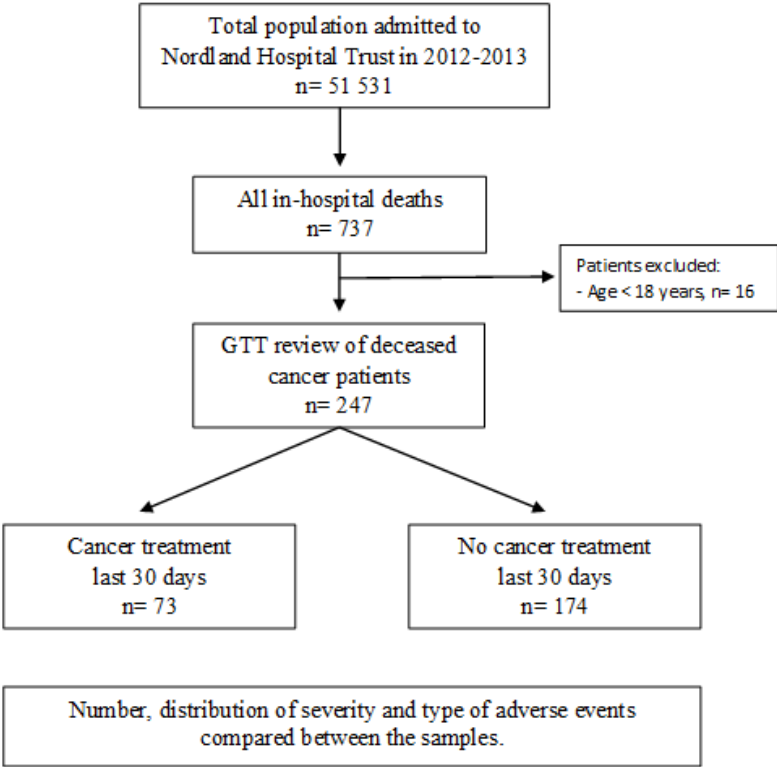 Total population admitted to
Nordland Hospital Trust in 2012-2013
n= 51 531
All in-hospital deaths
n= 737
Patients excluded:
- Age < 18 years, n= 16
GTT review of deceased
cancer patients
n= 247
Cancer treatment
last 30 days
n= 73
No cancer treatment
last 30 days
n= 174
Number, distribution of severity and type of adverse events
compared between the samples.